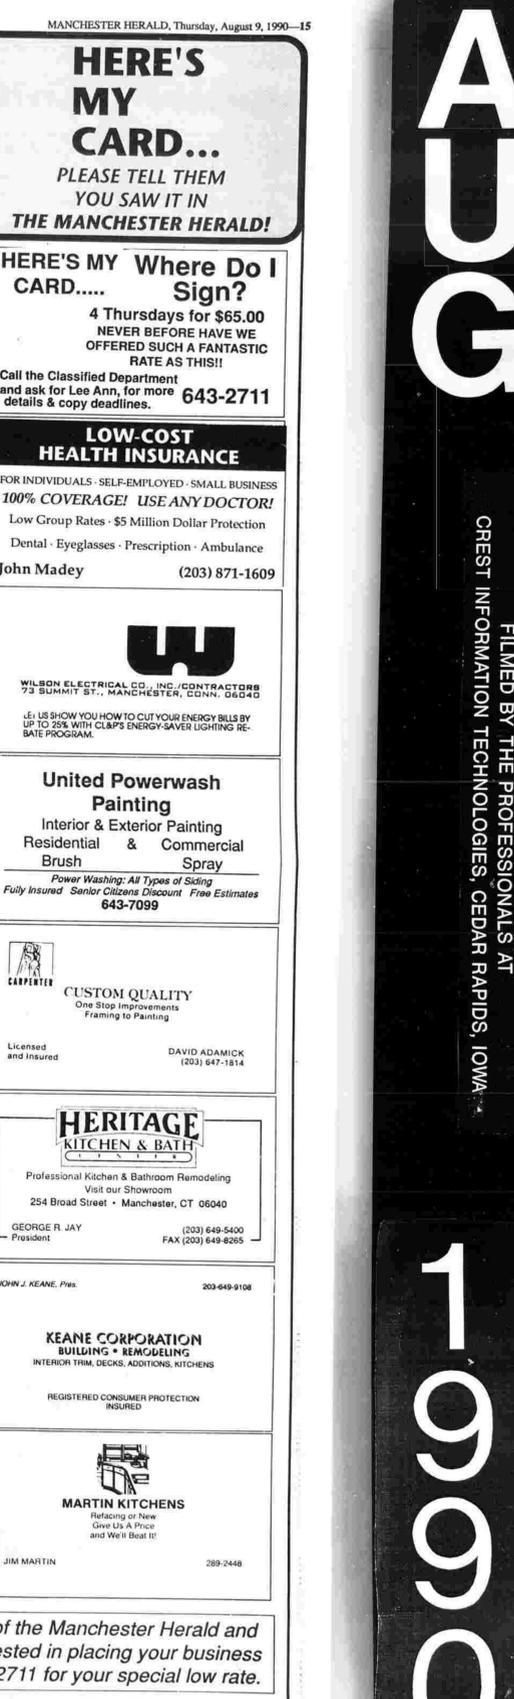 MANCHESTER HERALD, Thursday, August 9, 1990—15
HERE'S
MY
CARD...
PLEASE TELL THEM
YOU SAW IT IN
THE MANCHESTER HERALD!
HERE'S MY
CARD.....
Where Do I
Sign?
4 Thursdays for $65.00
NEVER BEFORE HAVE WE
OFFERED SUCH A FANTASTIC
RATE AS THIS!!
Call the Classified Department
and ask for Lee Ann, for more
details & copy deadlines.
643-2711
LOW-COST
HEALTH INSURANCE
FOR INDIVIDUALS · SELF-EMPLOYED · SMALL BUSINESS
100% COVERAGE! USE ANY DOCTOR!
Low Group Rates · $5 Million Dollar Protection
Dental · Eyeglasses · Prescription · Ambulance
John Madey (203) 871-1609
W
WILSON ELECTRICAL CO., INC./CONTRACTORS
73 SUMMIT ST., MANCHESTER, CONN. 06040
LET US SHOW YOU HOW TO CUT YOUR ENERGY BILLS BY
UP TO 25% WITH CL&P'S ENERGY-SAVER LIGHTING RE-
BATE PROGRAM.
United Powerwash
Painting
Interior & Exterior Painting
Residential & Commercial
Brush Spray
Power Washing: All Types of Siding
Fully Insured Senior Citizens Discount Free Estimates
643-7099
CARPENTER
CUSTOM QUALITY
One Stop Improvements
Framing to Painting
Licensed
and Insured
DAVID ADAMICK
(203) 647-1814
HERITAGE
KITCHEN & BATH
CENTER
Professional Kitchen & Bathroom Remodeling
Visit our Showroom
254 Broad Street • Manchester, CT 06040
GEORGE R. JAY
President
(203) 649-5400
FAX (203) 649-8265
JOHN J. KEANE, Pres. 203-649-9108
KEANE CORPORATION
BUILDING • REMODELING
INTERIOR TRIM, DECKS, ADDITIONS, KITCHENS
REGISTERED CONSUMER PROTECTION
INSURED
MARTIN KITCHENS
Refacing or New
Give Us A Price
and We'll Beat It!
JIM MARTIN 289-2448
of the Manchester Herald and
ested in placing your business
2711 for your special low rate.
AUG
FILMED BY THE PROFESSIONALS AT
CREST INFORMATION TECHNOLOGIES, CEDAR RAPIDS, IOWA
1990